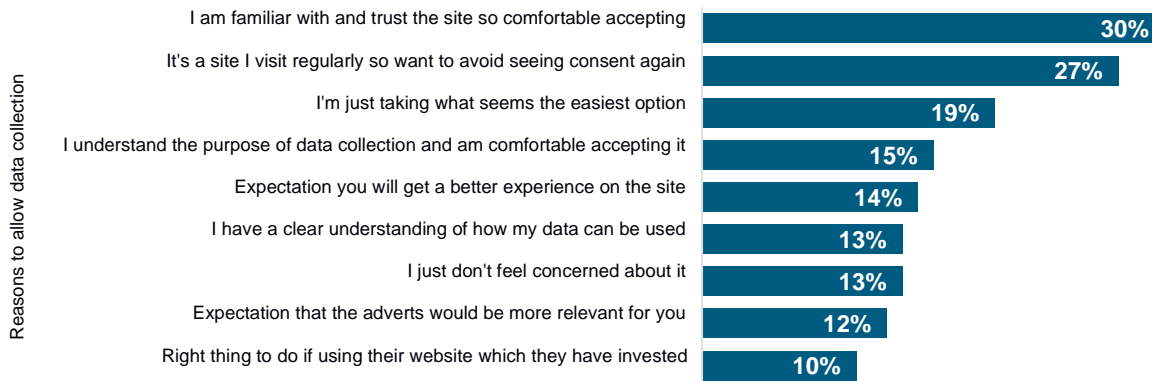 Reasons to allow data collection
I am familiar with and trust the site so comfortable accepting 30%
It's a site I visit regularly so want to avoid seeing consent again 27%
I'm just taking what seems the easiest option 19%
I understand the purpose of data collection and am comfortable accepting it 15%
Expectation you will get a better experience on the site 14%
I have a clear understanding of how my data can be used 13%
I just don't feel concerned about it 13%
Expectation that the adverts would be more relevant for you 12%
Right thing to do if using their website which they have invested 10%